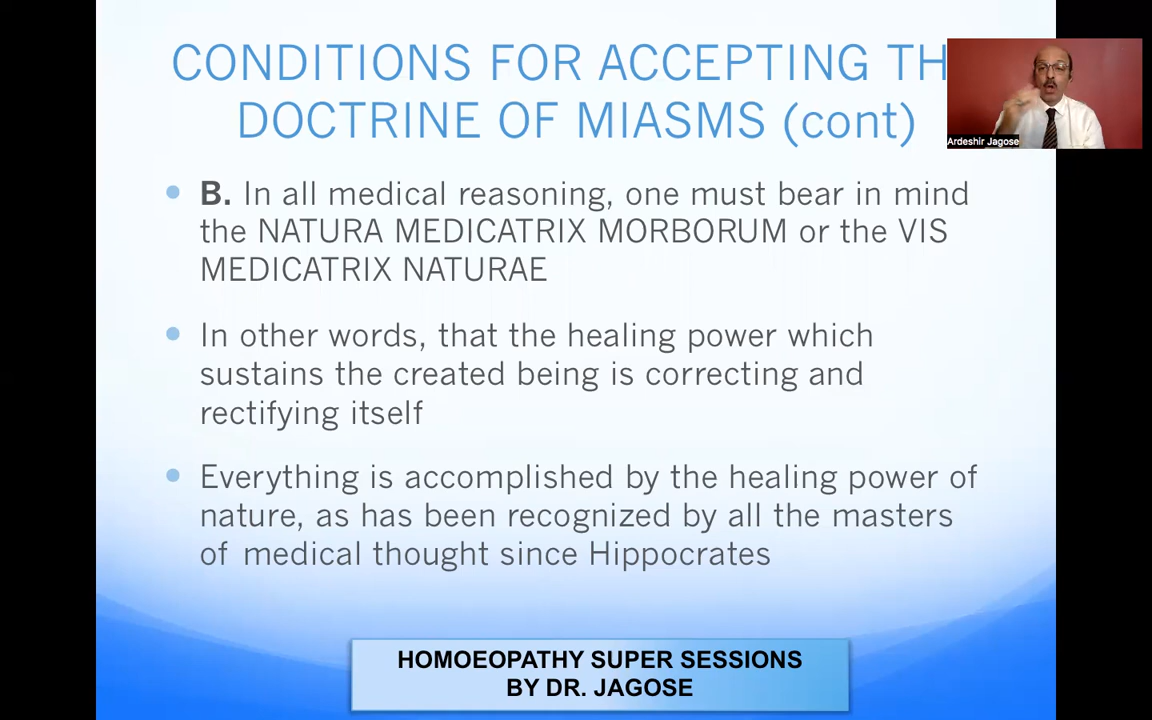 CONDITIONS FOR ACCEPTING TH
DOCTRINE OF MIASMS (cont)
Ardeshir Jagose
B. In all medical reasoning, one must bear in mind
the NATURA MEDICATRIX MORBORUM or the VIS
MEDICATRIX NATURAE
In other words, that the healing power which
sustains the created being is correcting and
rectifying itself
Everything is accomplished by the healing power of
nature, as has been recognized by all the masters
of medical thought since Hippocrates
HOMOEOPATHY SUPER SESSIONS
BY DR. JAGOSE